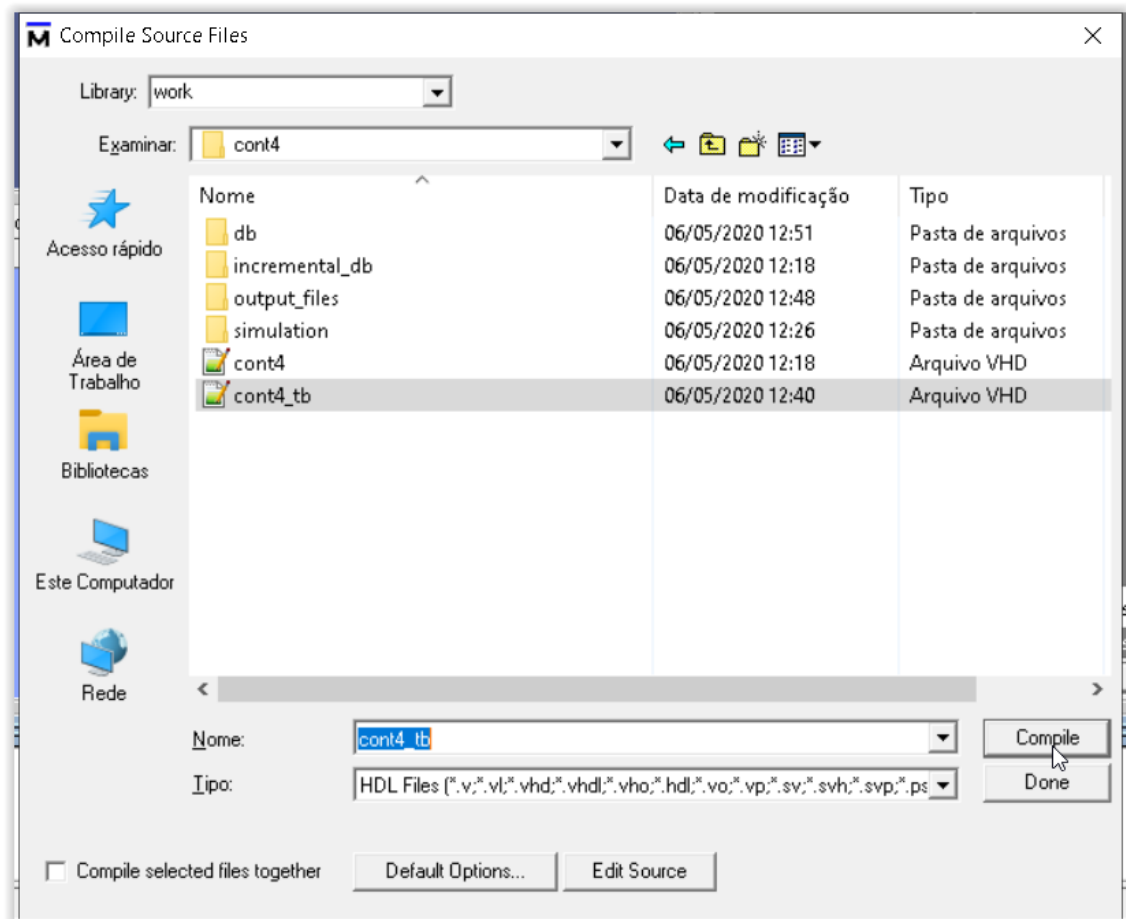 Compile Source Files
Library: work
Examinar: cont4
Nome Data de modificação Tipo
db 06/05/2020 12:51 Pasta de arquivos
incremental_db 06/05/2020 12:18 Pasta de arquivos
output_files 06/05/2020 12:48 Pasta de arquivos
simulation 06/05/2020 12:26 Pasta de arquivos
cont4 06/05/2020 12:18 Arquivo VHD
cont4_tb 06/05/2020 12:40 Arquivo VHD
Acesso rápido
Área de
Trabalho
Bibliotecas
Este Computador
Rede
Nome: cont4_tb Compile
Tipo: HDL Files (*.v;*.vl;*.vhd;*.vhdl;*.vho;*.hdl;*.vo;*.vp;*.sv;*.svh;*.svp;*.ps Done
Compile selected files together Default Options... Edit Source